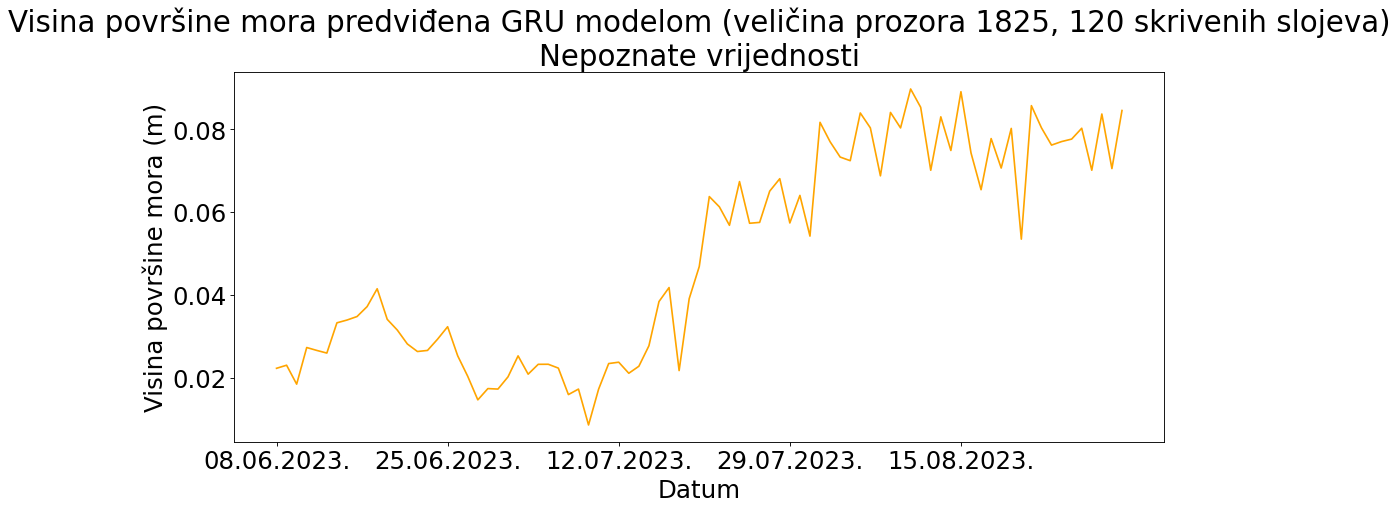 Visina površine mora predviđena GRU modelom (veličina prozora 1825, 120 skrivenih slojeva)
Nepoznate vrijednosti
Visina površine mora (m)
0.08
0.06
0.04
0.02
08.06.2023. 25.06.2023. 12.07.2023. 29.07.2023. 15.08.2023.
Datum